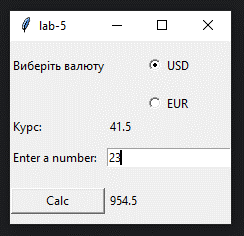 lab-5
Виберіть валюту USD
EUR
Курс: 41.5
Enter a number: 23
Calc 954.5